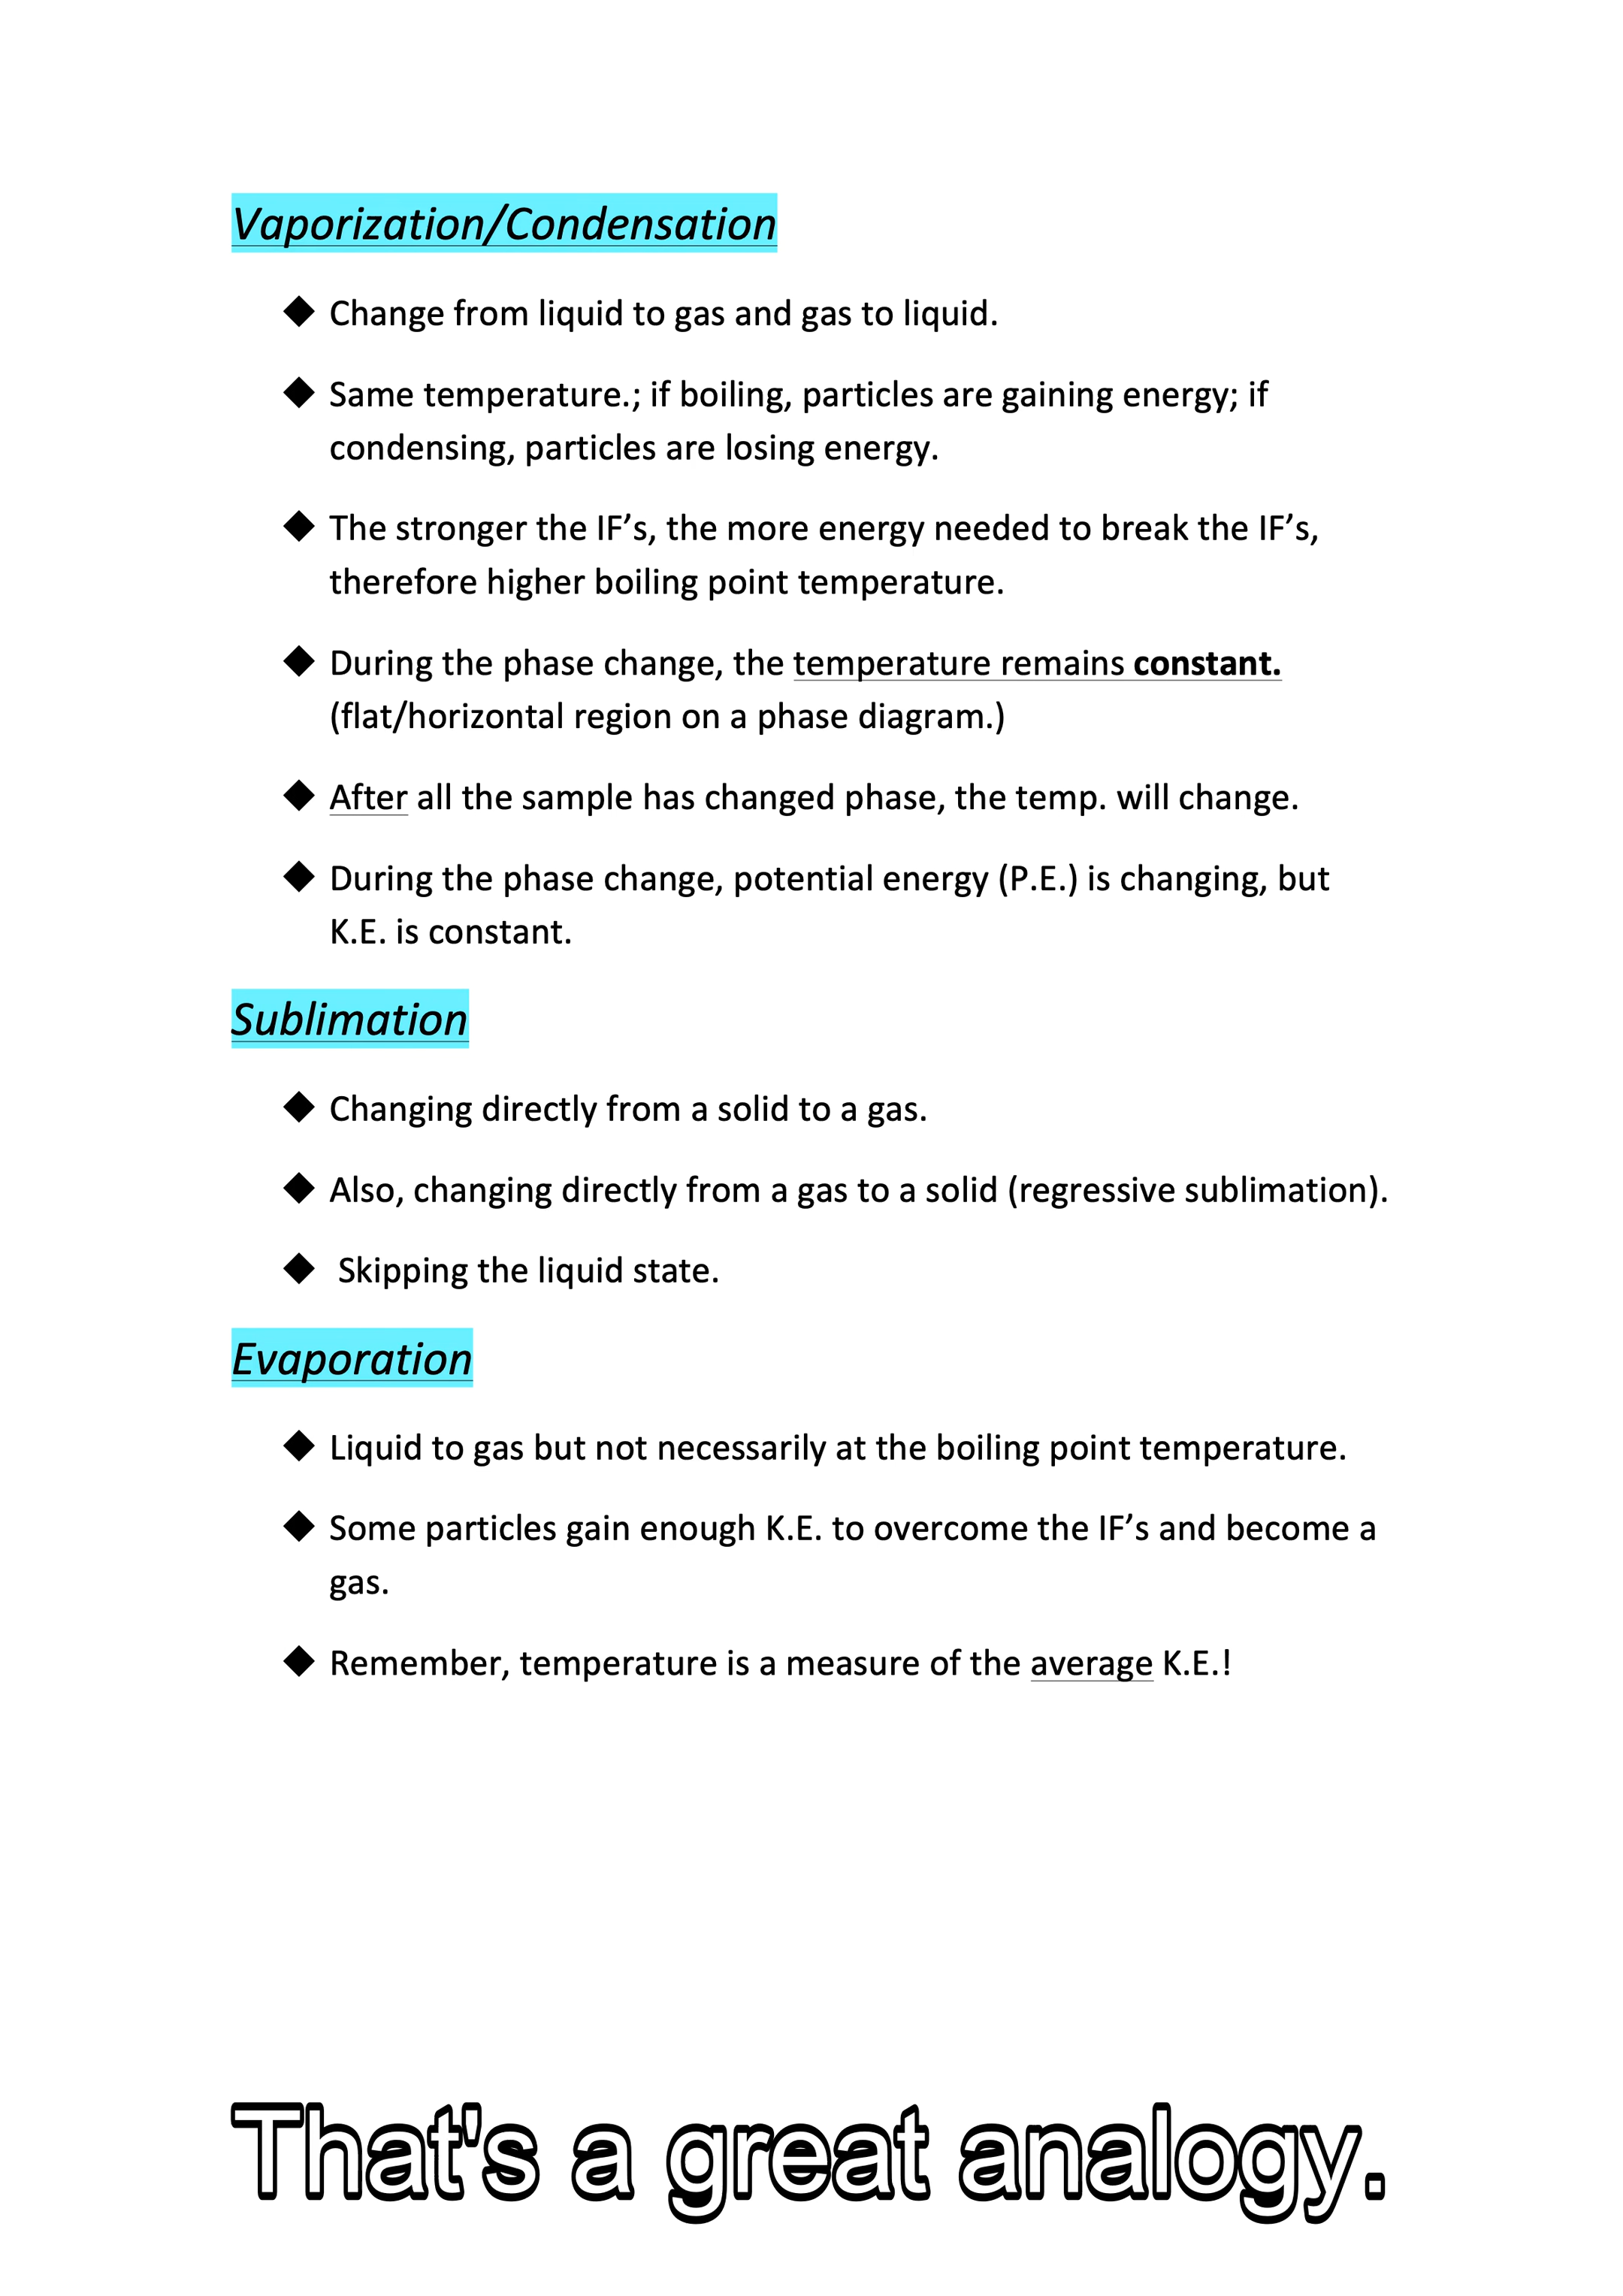 Vaporization/Condensation
◆ Change from liquid to gas and gas to liquid.
◆ Same temperature.; if boiling, particles are gaining energy; if
condensing, particles are losing energy.
◆ The stronger the IF’s, the more energy needed to break the IF’s,
therefore higher boiling point temperature.
◆ During the phase change, the temperature remains constant.
(flat/horizontal region on a phase diagram.)
◆ After all the sample has changed phase, the temp. will change.
◆ During the phase change, potential energy (P.E.) is changing, but
K.E. is constant.
Sublimation
◆ Changing directly from a solid to a gas.
◆ Also, changing directly from a gas to a solid (regressive sublimation).
◆ Skipping the liquid state.
Evaporation
◆ Liquid to gas but not necessarily at the boiling point temperature.
◆ Some particles gain enough K.E. to overcome the IF’s and become a
gas.
◆ Remember, temperature is a measure of the average K.E.!
That's a great analogy.